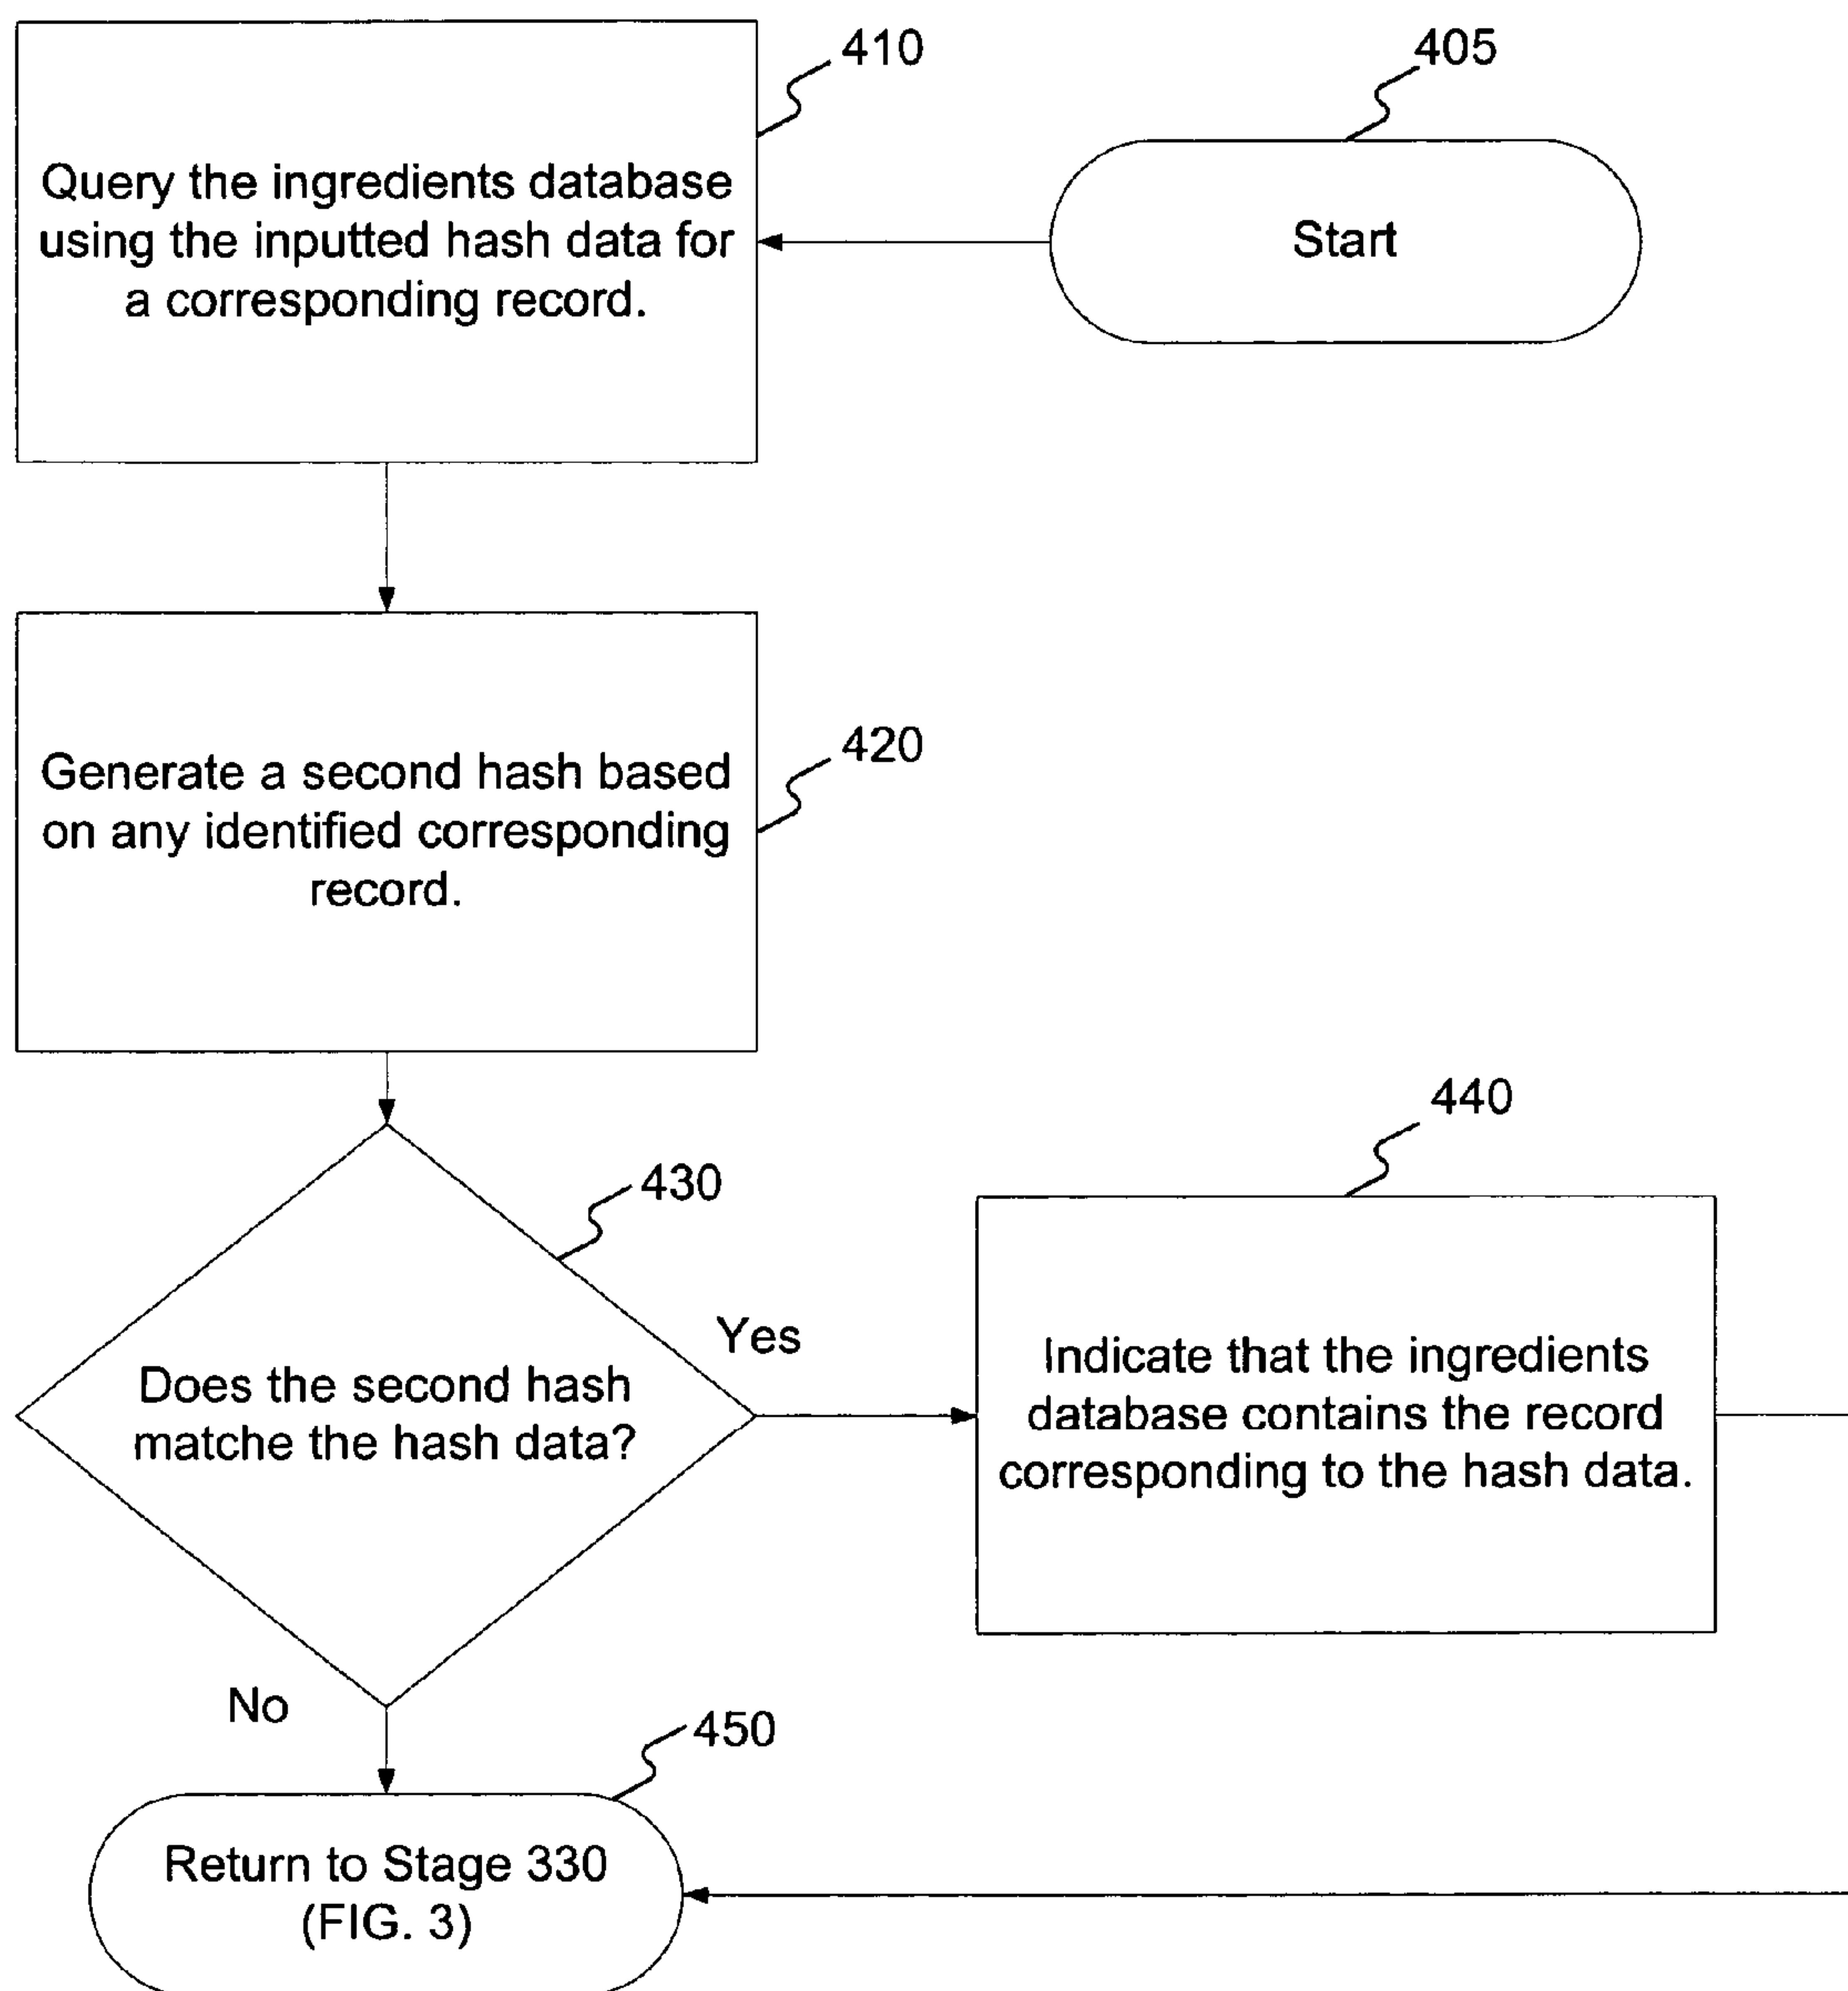 410
405
Query the ingredients database
using the inputted hash data for
a corresponding record.
Start
420
Generate a second hash based
on any identified corresponding
record.
430
440
Yes
Does the second hash
matche the hash data?
Indicate that the ingredients
database contains the record
corresponding to the hash data.
No
450
Return to Stage 330
(FIG. 3)